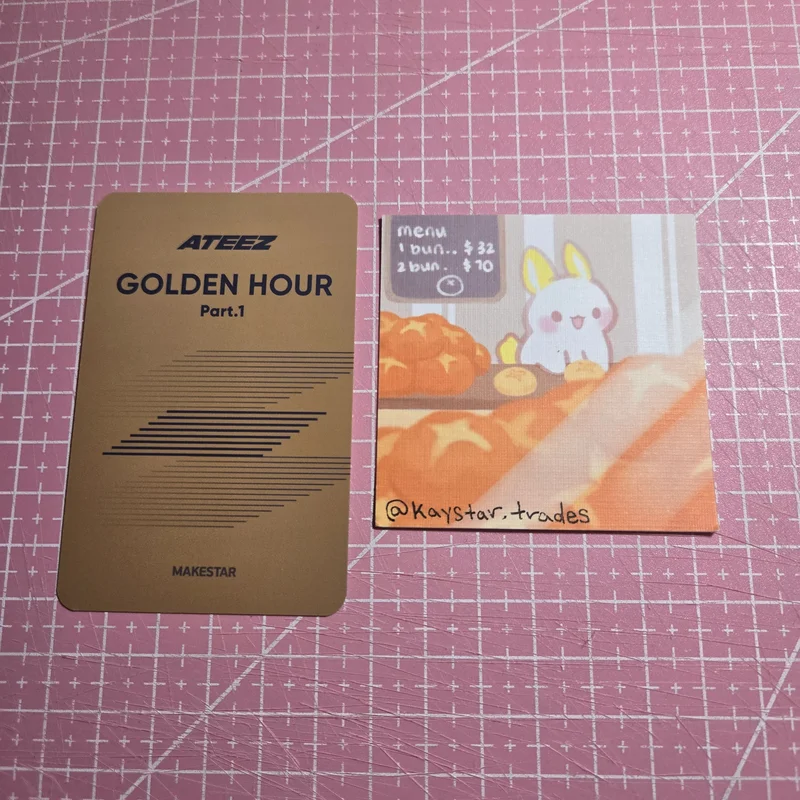 ATEEZ
GOLDEN HOUR
Part.1
MAKESTAR
menu
1 bun.. $32
2 bun.. $70
@Kaystar.trades